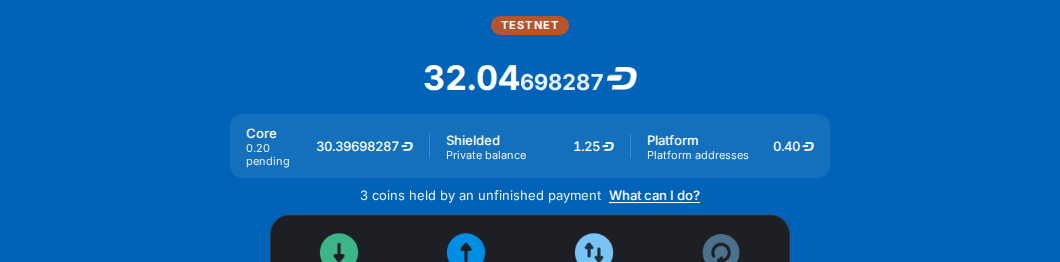 TESTNET
32.04698287
Core
0.20
pending
30.39698287
Shielded
Private balance
1.25
Platform
Platform addresses
0.40
3 coins held by an unfinished payment What can I do?